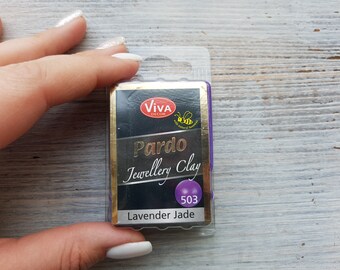 ViVA
Pardo
Jewellery Clay
503
Lavender Jade